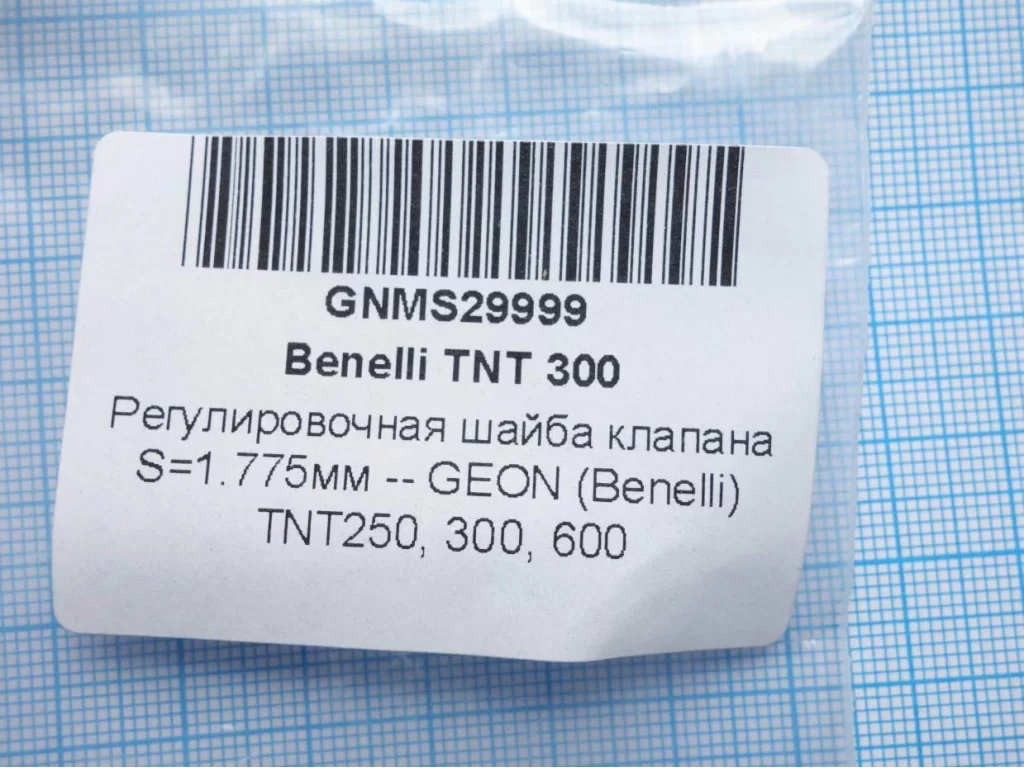 GNMS29999
Benelli TNT 300
Регулировочная шайба клапана
S=1.775мм -- GEON (Benelli)
TNT250, 300, 600